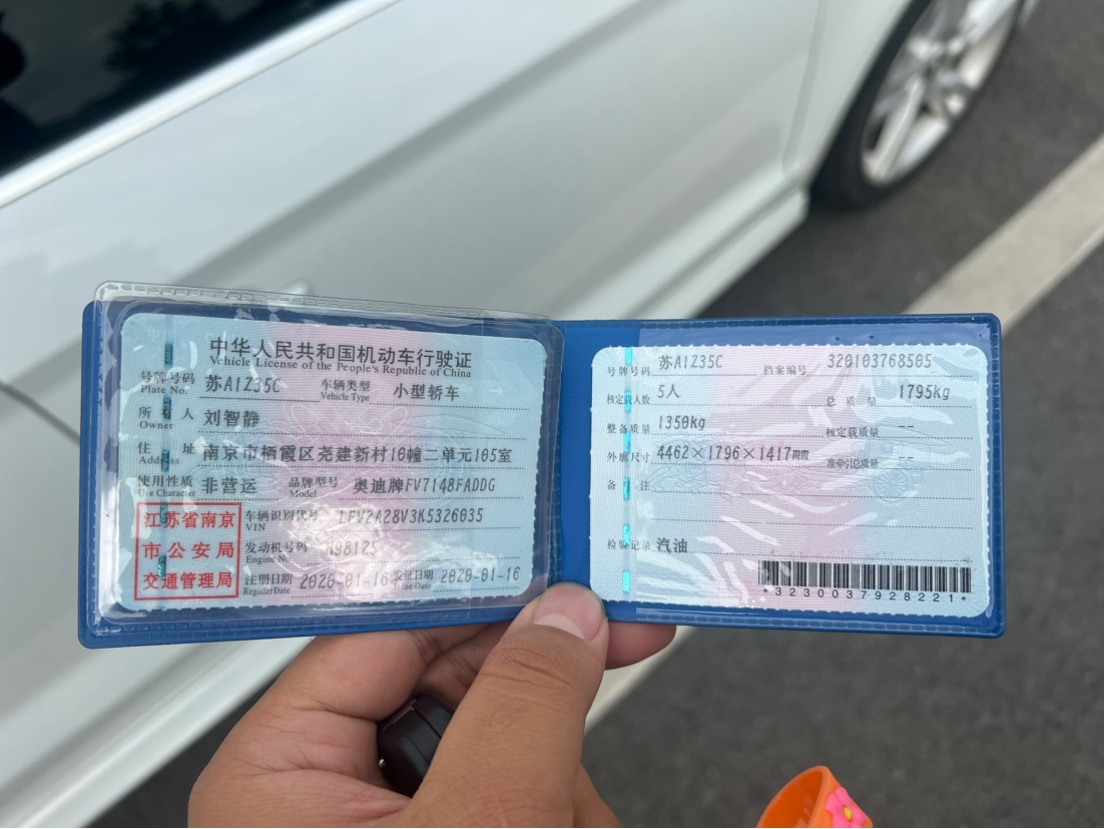 中华人民共和国机动车行驶证
Vehicle License of the People's Republic of China
号牌号码 苏A1Z35C 车辆类型 小型轿车
Plate No. Vehicle Type
所有人 刘智静
Owner
住址 南京市栖霞区尧建新村10幢二单元105室
Address
使用性质 非营运 品牌型号 奥迪牌FV7148FADDG
Use Character Model
江苏省南京
市公安局
交通管理局
车辆识别代号 LFV2A28V3K5326035
VIN
发动机号码 M98125
Engine No.
注册日期 2020-01-16 发证日期 2020-01-16
Register Date Issue Date
号牌号码 苏A1Z35C 档案编号 320103768505
核定载人数 5人 总质量 1795kg
整备质量 1350kg 核定载质量 --
外廓尺寸 4462×1796×1417 准牵引总质量 --
备注
检验记录 汽油
*3230037928221*